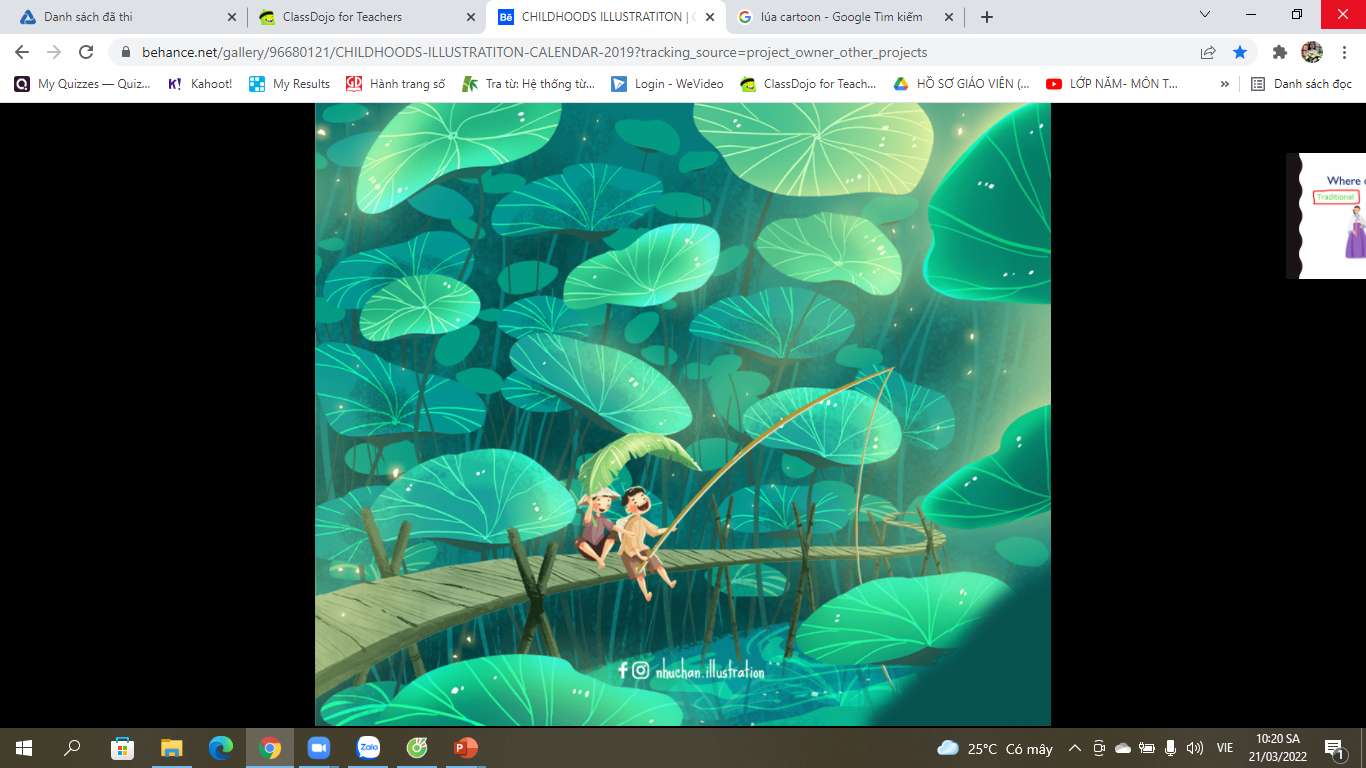 Danh sách đã thi
ClassDojo for Teachers
Bē CHILDHOODS ILLUSTRATITON |
lúa cartoon - Google Tìm kiếm
behance.net/gallery/96680121/CHILDHOODS-ILLUSTRATITON-CALENDAR-2019?tracking_source=project_owner_other_projects
My Quizzes — Quiz...
K! Kahoot!
My Results
Hành trang số
Tra từ: Hệ thống từ...
Login - WeVideo
ClassDojo for Teach...
HỒ SƠ GIÁO VIÊN (...
LỚP NĂM- MÔN T...
»
Danh sách đọc
Where
Traditional
nhuchan.illustration
Zalo
25°C Có mây
VIE
10:20 SA
21/03/2022
1